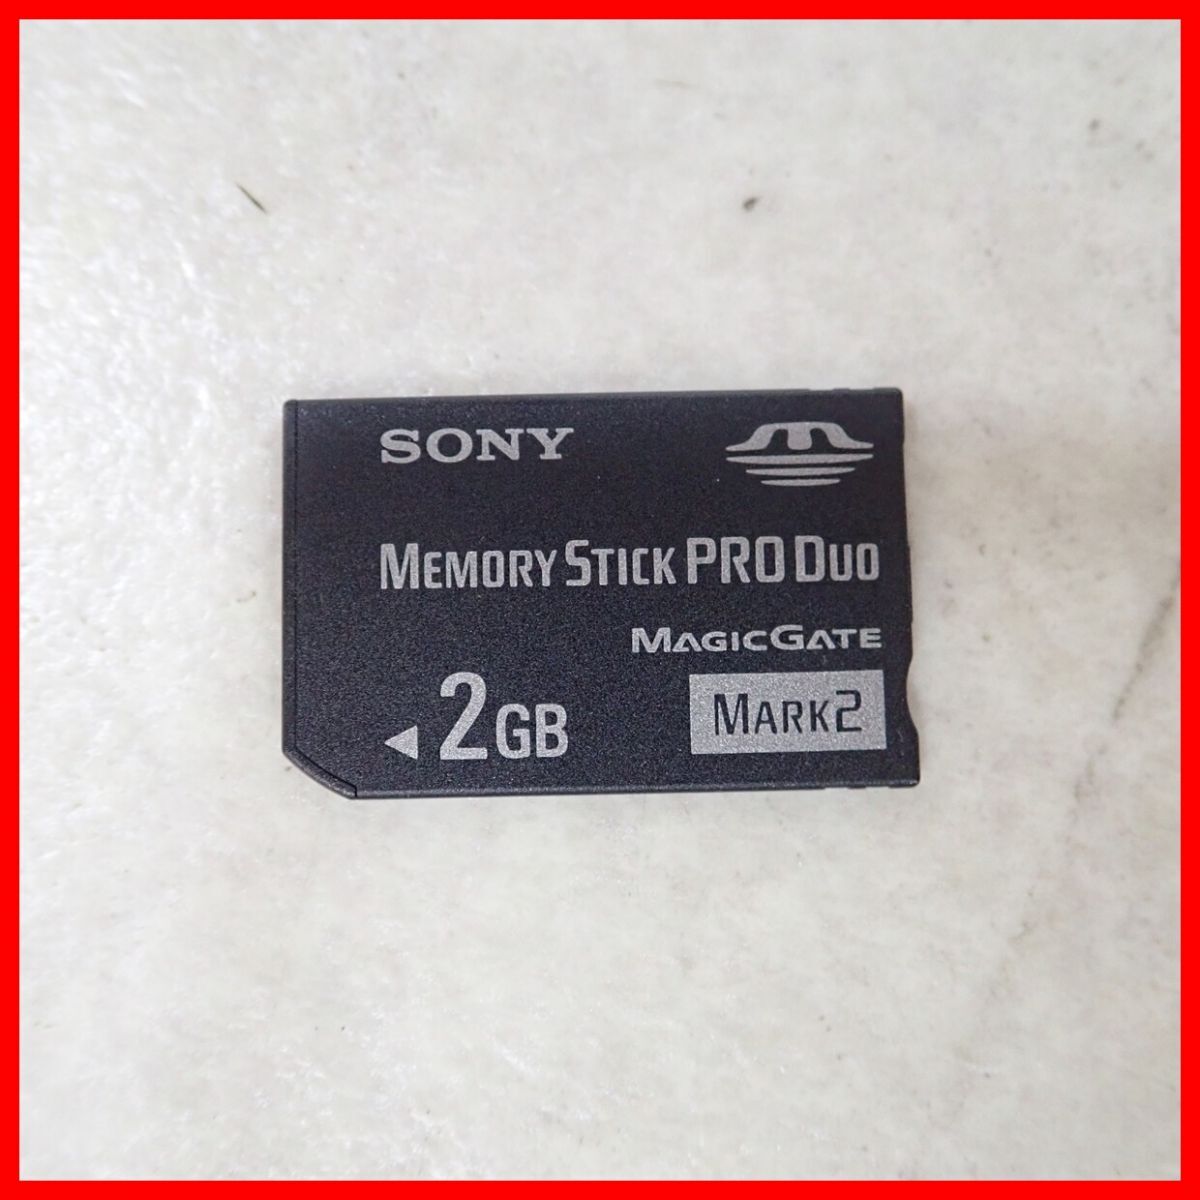 SONY
MEMORY STICK PRO DUO
MAGICGATE
2GB
MARK2